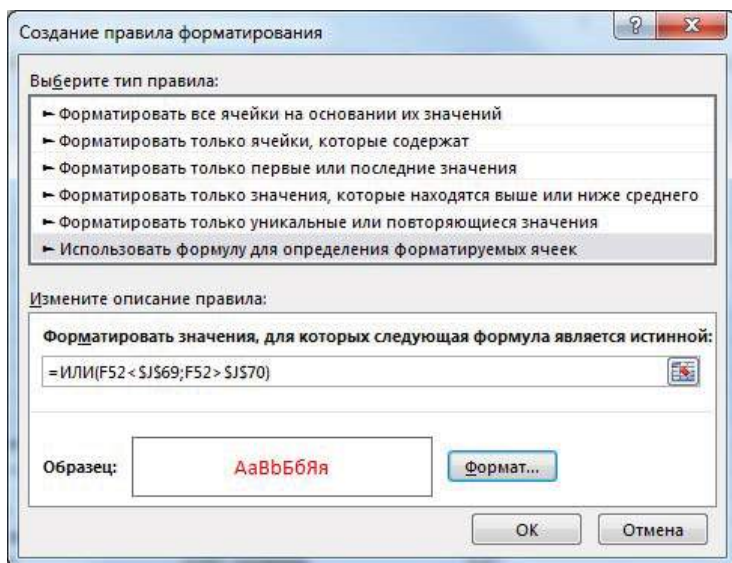 Создание правила форматирования
Выберите тип правила:
► Форматировать все ячейки на основании их значений
► Форматировать только ячейки, которые содержат
► Форматировать только первые или последние значения
► Форматировать только значения, которые находятся выше или ниже среднего
► Форматировать только уникальные или повторяющиеся значения
► Использовать формулу для определения форматируемых ячеек
Измените описание правила:
Форматировать значения, для которых следующая формула является истинной:
=ИЛИ(F52<$J$69;F52>$J$70)
Образец:
АаВbБбЯя
Формат...
ОК
Отмена